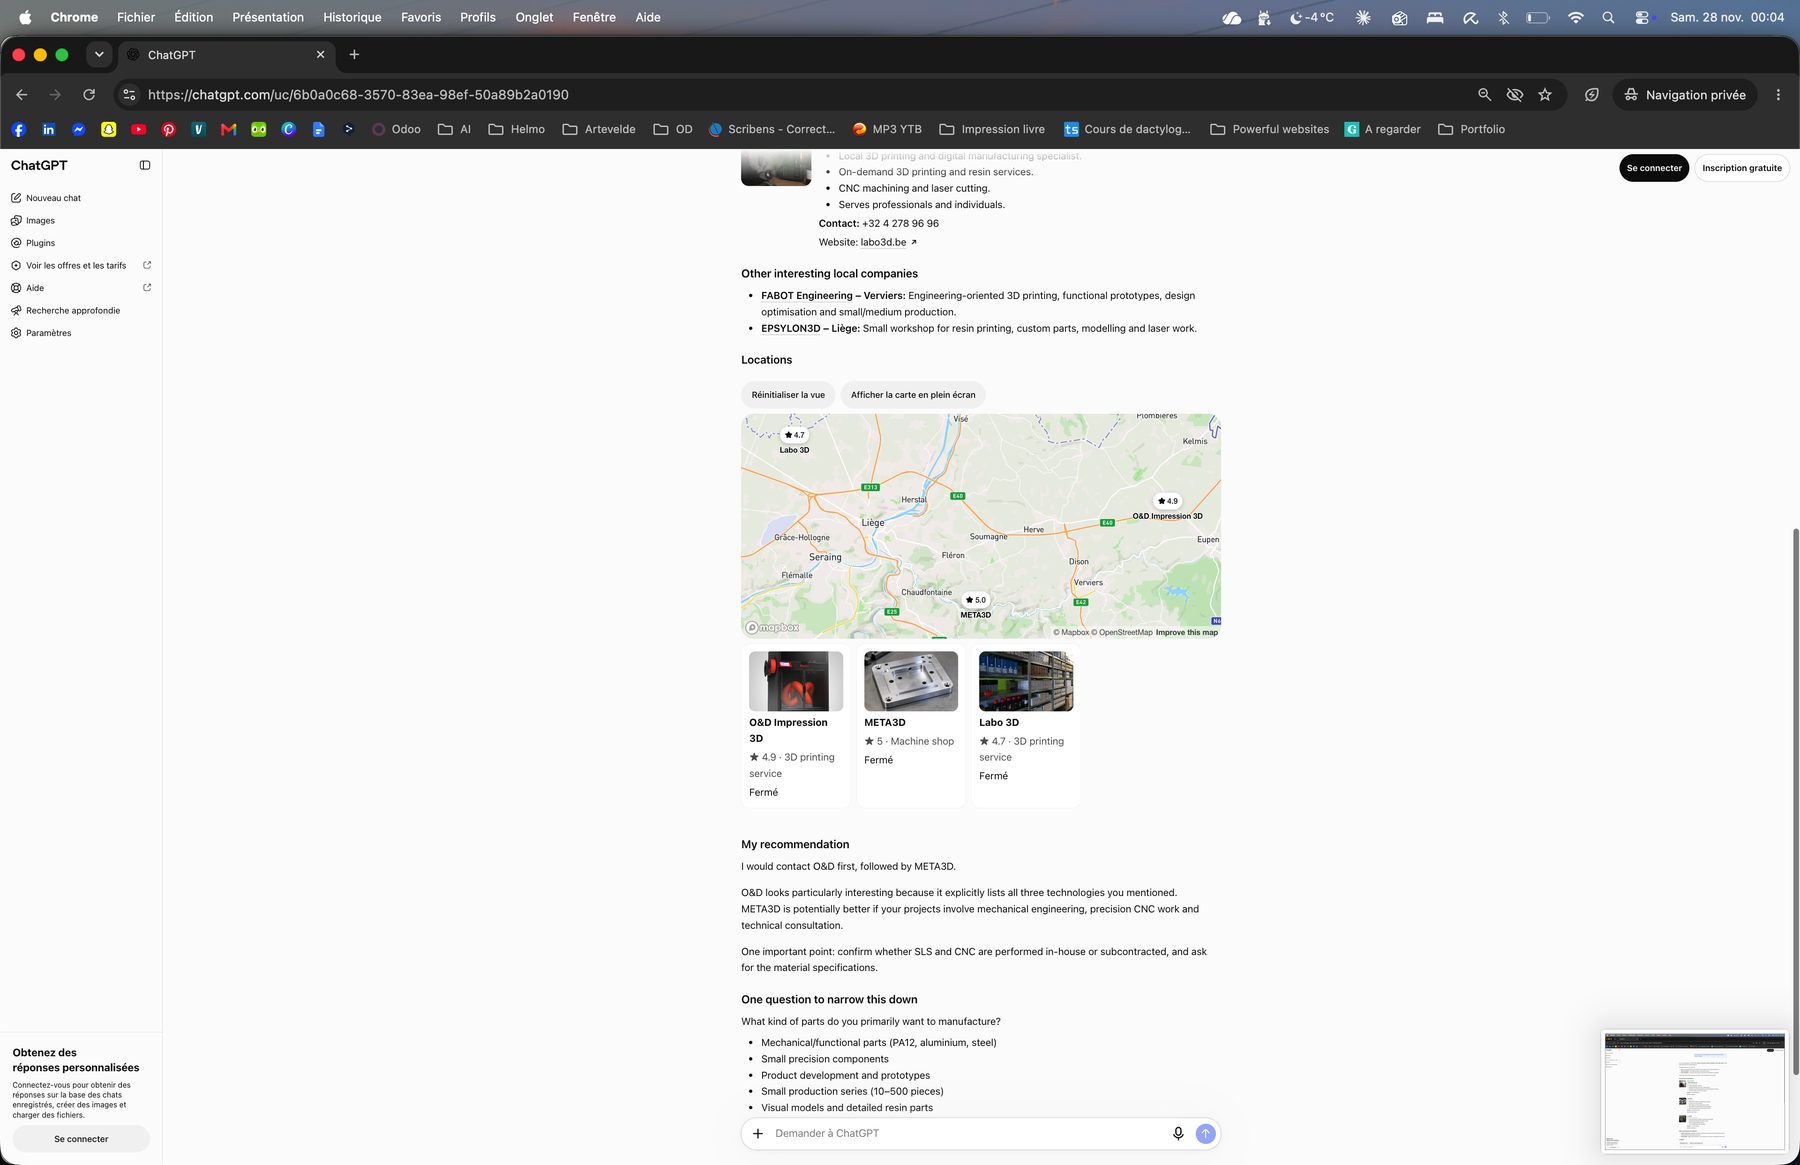 Chrome Fichier Édition Présentation Historique Favoris Profils Onglet Fenêtre Aide
-4°C
Sam. 28 nov. 00:04
ChatGPT
https://chatgpt.com/uc/6b0a0c68-3570-83ea-98ef-50a89b2a0190
Navigation privée
Odoo AI Helmo Artevelde OD Scribens - Correct... MP3 YTB Impression livre Cours de dactylog... Powerful websites A regarder Portfolio
ChatGPT
Nouveau chat
Images
Plugins
Voir les offres et les tarifs
Aide
Recherche approfondie
Paramètres
Se connecter
Inscription gratuite
• Local 3D printing and digital manufacturing specialist.
• On-demand 3D printing and resin services.
• CNC machining and laser cutting.
• Serves professionals and individuals.
Contact: +32 4 278 96 96
Website: labo3d.be ↗
Other interesting local companies
• FABOT Engineering – Verviers: Engineering-oriented 3D printing, functional prototypes, design
optimisation and small/medium production.
• EPSYLON3D – Liège: Small workshop for resin printing, custom parts, modelling and laser work.
Locations
Réinitialiser la vue
Afficher la carte en plein écran
Visé
Plombières
Kelmis
★ 4.7
Labo 3D
E313
E40
Herstal
★ 4.9
O&D Impression 3D
Liège
E40
Herve
Grâce-Hollogne
Soumagne
Eupen
Seraing
Fléron
Dison
Flémalle
Verviers
Chaudfontaine
★ 5.0
META3D
E42
E25
N6
mapbox
© Mapbox © OpenStreetMap Improve this map
O&D Impression
3D
★ 4.9 · 3D printing
service
Fermé
META3D
★ 5 · Machine shop
Fermé
Labo 3D
★ 4.7 · 3D printing
service
Fermé
My recommendation
I would contact O&D first, followed by META3D.
O&D looks particularly interesting because it explicitly lists all three technologies you mentioned.
META3D is potentially better if your projects involve mechanical engineering, precision CNC work and
technical consultation.
One important point: confirm whether SLS and CNC are performed in-house or subcontracted, and ask
for the material specifications.
One question to narrow this down
What kind of parts do you primarily want to manufacture?
• Mechanical/functional parts (PA12, aluminium, steel)
• Small precision components
• Product development and prototypes
• Small production series (10–500 pieces)
• Visual models and detailed resin parts
Demander à ChatGPT
Obtenez des
réponses personnalisées
Connectez-vous pour obtenir des
réponses sur la base des chats
enregistrés, créer des images et
charger des fichiers.
Se connecter